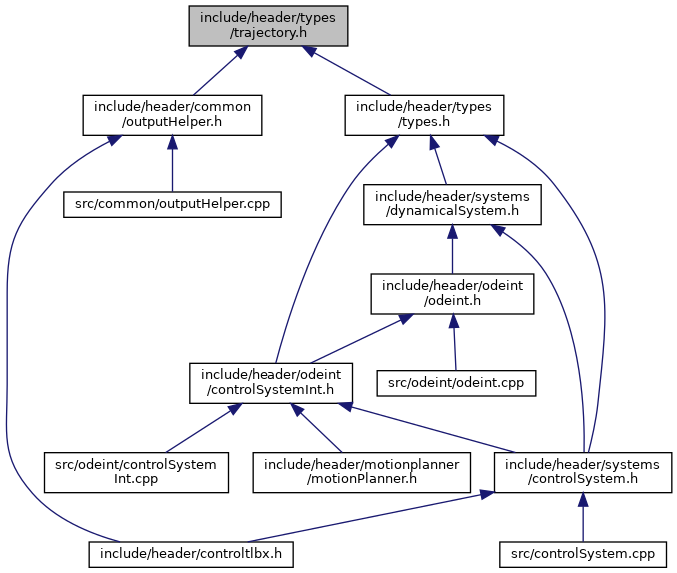 include/header/types
/trajectory.h
include/header/common
/outputHelper.h
include/header/types
/types.h
src/common/outputHelper.cpp
include/header/systems
/dynamicalSystem.h
include/header/odeint
/odeint.h
include/header/odeint
/controlSystemInt.h
src/odeint/odeint.cpp
src/odeint/controlSystem
Int.cpp
include/header/motionplanner
/motionPlanner.h
include/header/systems
/controlSystem.h
include/header/controltlbx.h
src/controlSystem.cpp